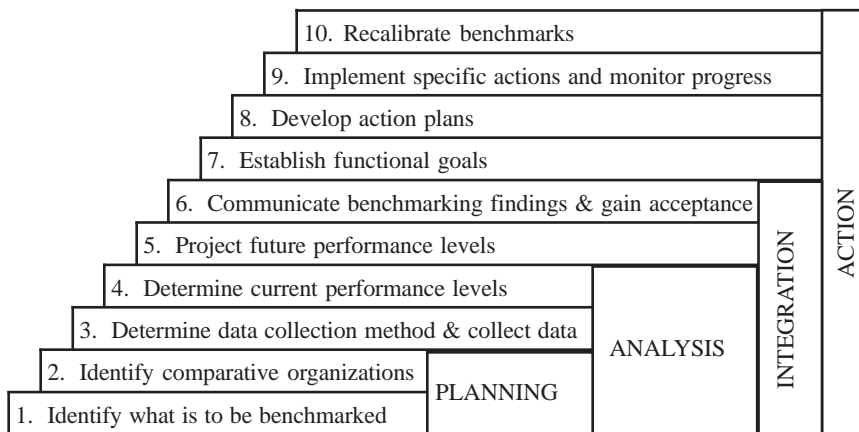 10. Recalibrate benchmarks
9. Implement specific actions and monitor progress
8. Develop action plans
7. Establish functional goals
6. Communicate benchmarking findings & gain acceptance
5. Project future performance levels
4. Determine current performance levels
3. Determine data collection method & collect data
2. Identify comparative organizations
1. Identify what is to be benchmarked
PLANNING
ANALYSIS
INTEGRATION
ACTION